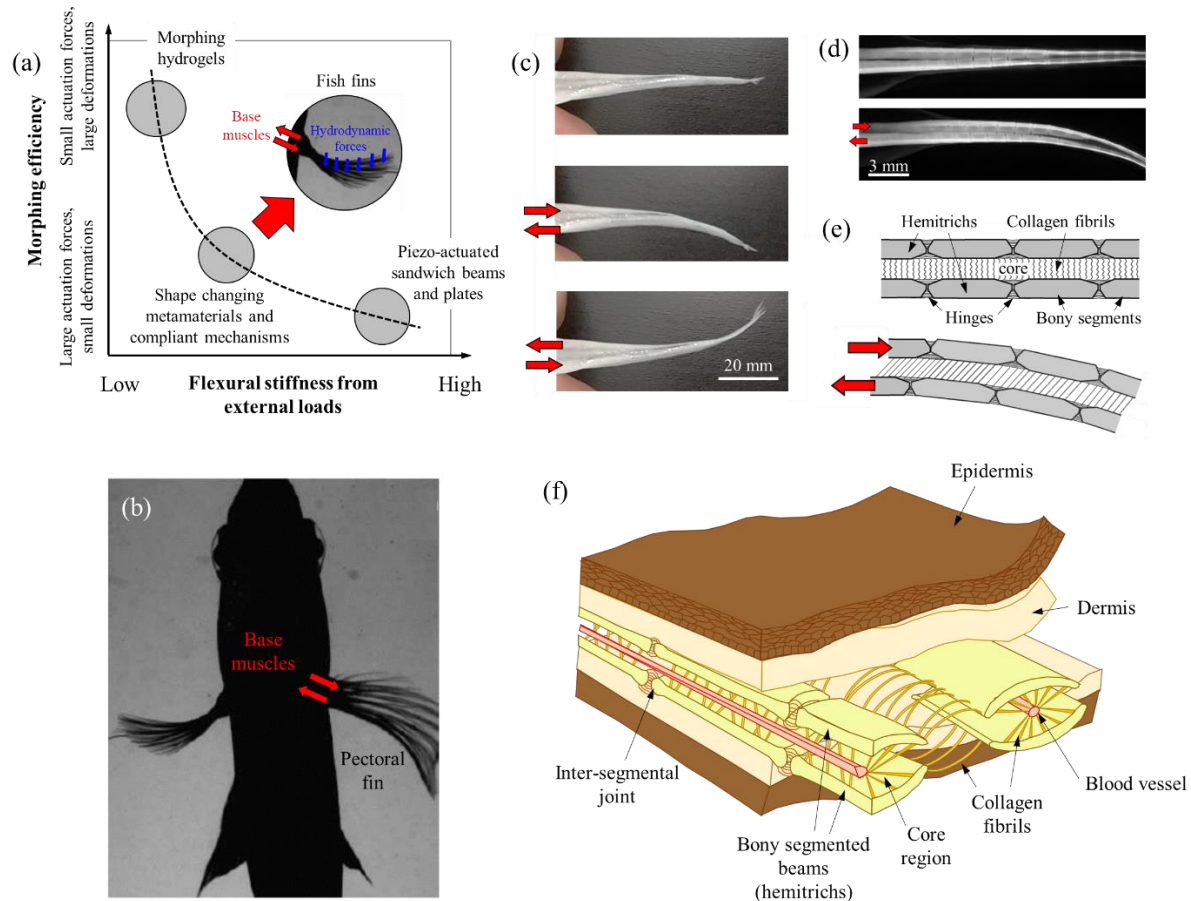 (a)
Small actuation forces,
large deformations
Morphing efficiency
Large actuation forces,
small deformations
Morphing
hydrogels
Fish fins
Base
muscles
Hydrodynamic
forces
Shape changing
metamaterials and
compliant mechanisms
Piezo-actuated
sandwich beams
and plates
Low
Flexural stiffness from
external loads
High
(b)
Base
muscles
Pectoral
fin
(c)
20 mm
(d)
3 mm
(e)
Hemitrichs
Collagen fibrils
core
Hinges
Bony segments
(f)
Epidermis
Dermis
Blood vessel
Collagen
fibrils
Core
region
Bony segmented
beams
(hemitrichs)
Inter-segmental
joint